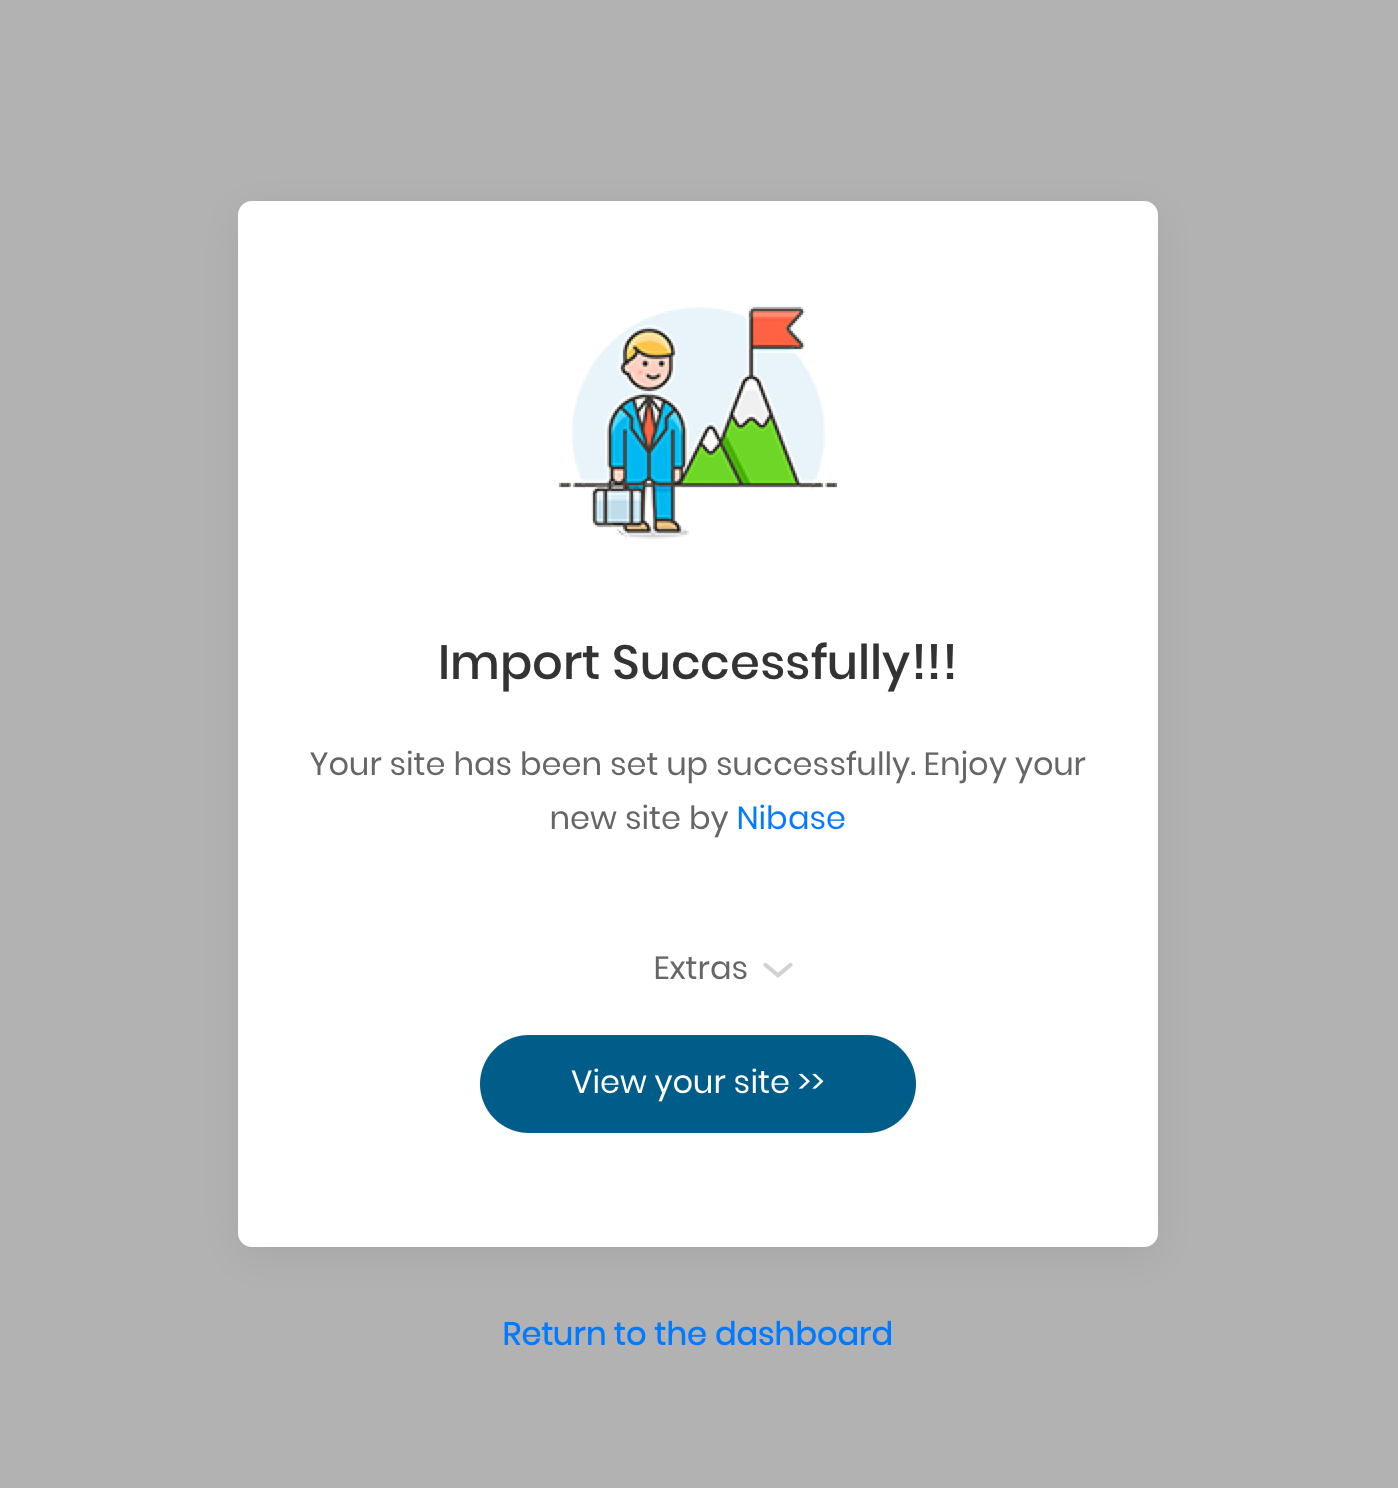 Import Successfully!!!
Your site has been set up successfully. Enjoy your
new site by Nibase
Extras
View your site >>
Return to the dashboard